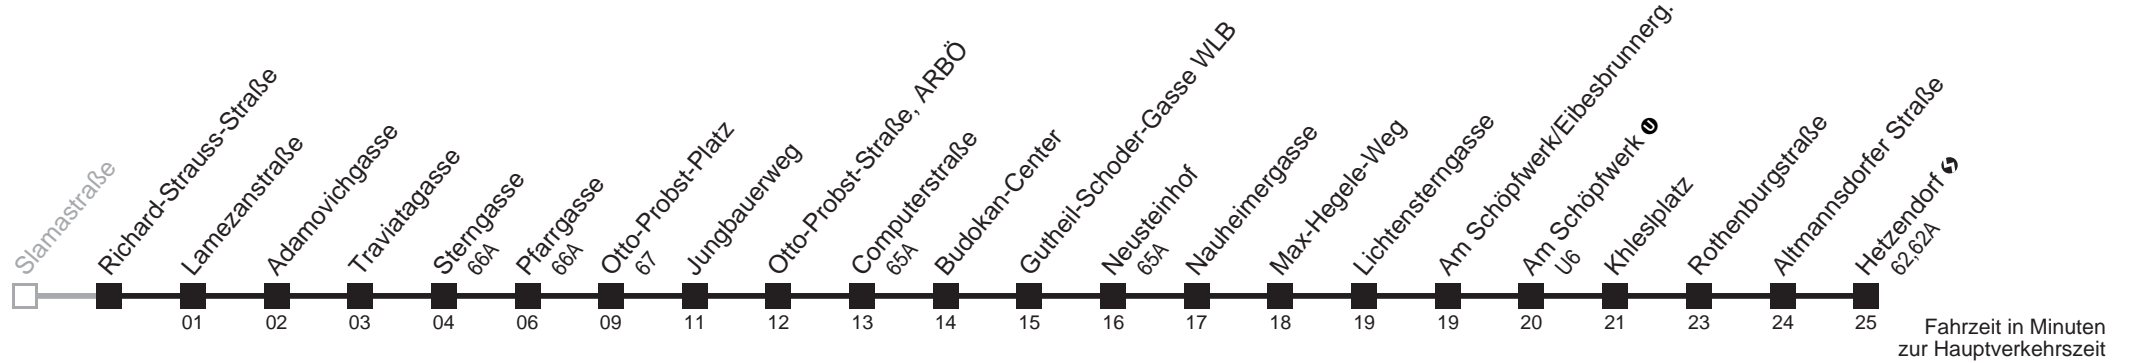 Slamastraße
Richard-Strauss-Straße
Lamezanstraße
Adamovichgasse
Traviatagasse
Sterngasse
66A
Pfarrgasse
66A
Otto-Probst-Platz
67
Jungbauerweg
Otto-Probst-Straße, ARBÖ
Computerstraße
65A
Budokan-Center
Gutheil-Schoder-Gasse WLB
Neusteinhof
65A
Nauheimergasse
Max-Hegele-Weg
Lichtensterngasse
Am Schöpfwerk/Eibesbrunnerg.
Am Schöpfwerk U
U6
Khleslplatz
Rothenburgstraße
Altmannsdorfer Straße
Hetzendorf
62,62A
01 02 03 04 06 09 11 12 13 14 15 16 17 18 19 19 20 21 23 24 25
Fahrzeit in Minuten
zur Hauptverkehrszeit